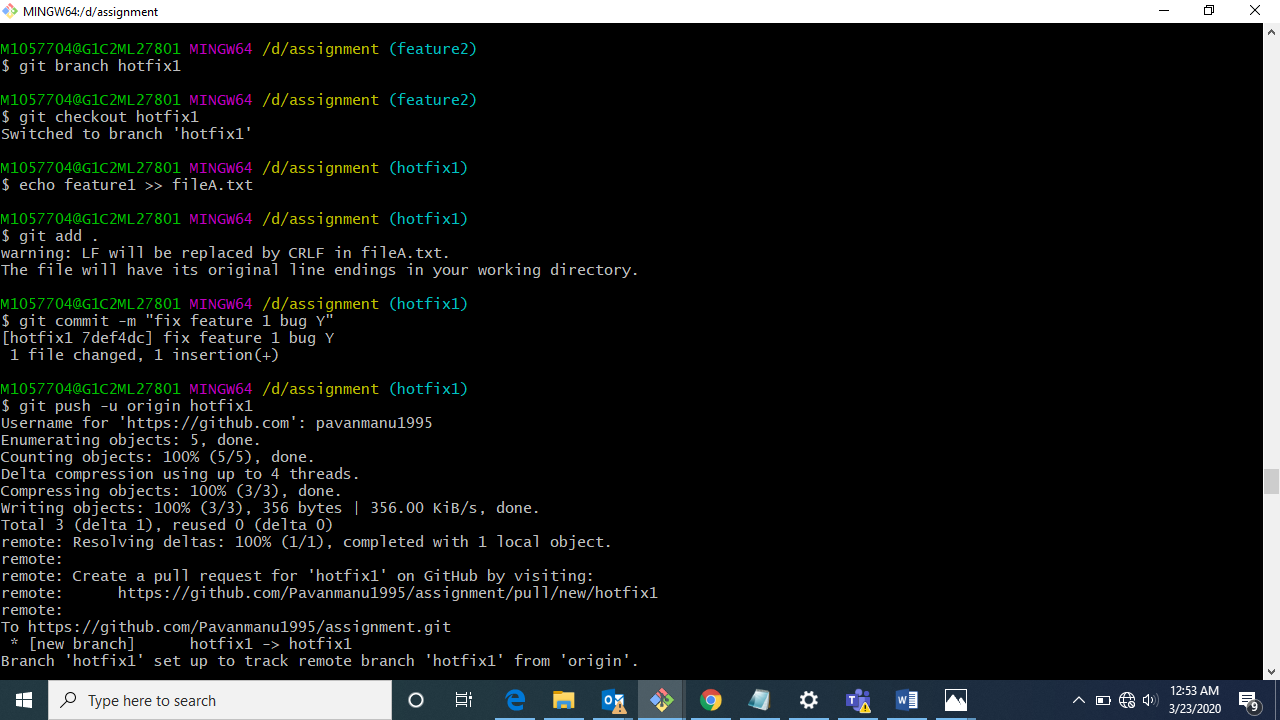 MINGW64:/d/assignment
M1057704@G1C2ML27801 MINGW64 /d/assignment (feature2)
$ git branch hotfix1
M1057704@G1C2ML27801 MINGW64 /d/assignment (feature2)
$ git checkout hotfix1
Switched to branch 'hotfix1'
M1057704@G1C2ML27801 MINGW64 /d/assignment (hotfix1)
$ echo feature1 >> fileA.txt
M1057704@G1C2ML27801 MINGW64 /d/assignment (hotfix1)
$ git add .
warning: LF will be replaced by CRLF in fileA.txt.
The file will have its original line endings in your working directory.
M1057704@G1C2ML27801 MINGW64 /d/assignment (hotfix1)
$ git commit -m "fix feature 1 bug Y"
[hotfix1 7def4dc] fix feature 1 bug Y
1 file changed, 1 insertion(+)
M1057704@G1C2ML27801 MINGW64 /d/assignment (hotfix1)
$ git push -u origin hotfix1
Username for 'https://github.com': pavanmanu1995
Enumerating objects: 5, done.
Counting objects: 100% (5/5), done.
Delta compression using up to 4 threads.
Compressing objects: 100% (3/3), done.
Writing objects: 100% (3/3), 356 bytes | 356.00 KiB/s, done.
Total 3 (delta 1), reused 0 (delta 0)
remote: Resolving deltas: 100% (1/1), completed with 1 local object.
remote:
remote: Create a pull request for 'hotfix1' on GitHub by visiting:
remote:      https://github.com/Pavanmanu1995/assignment/pull/new/hotfix1
remote:
To https://github.com/Pavanmanu1995/assignment.git
* [new branch]      hotfix1 -> hotfix1
Branch 'hotfix1' set up to track remote branch 'hotfix1' from 'origin'.
Type here to search
12:53 AM
3/23/2020
9